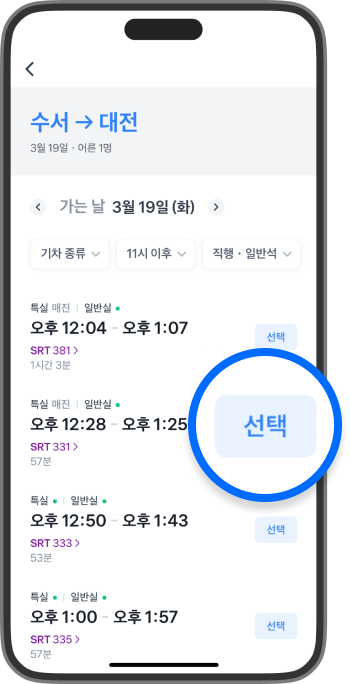 수서 → 대전
3월 19일 · 어른 1명
가는 날 3월 19일 (화)
기차 종류 11시 이후 직행 · 일반석
특실 매진 일반실
오후 12:04 - 오후 1:07 선택
SRT 381
1시간 3분
특실 매진 일반실
오후 12:28 - 오후 1:25 선택
SRT 331
57분
특실 일반실
오후 12:50 - 오후 1:43 선택
SRT 333
53분
특실 일반실
오후 1:00 - 오후 1:57 선택
SRT 335
57분